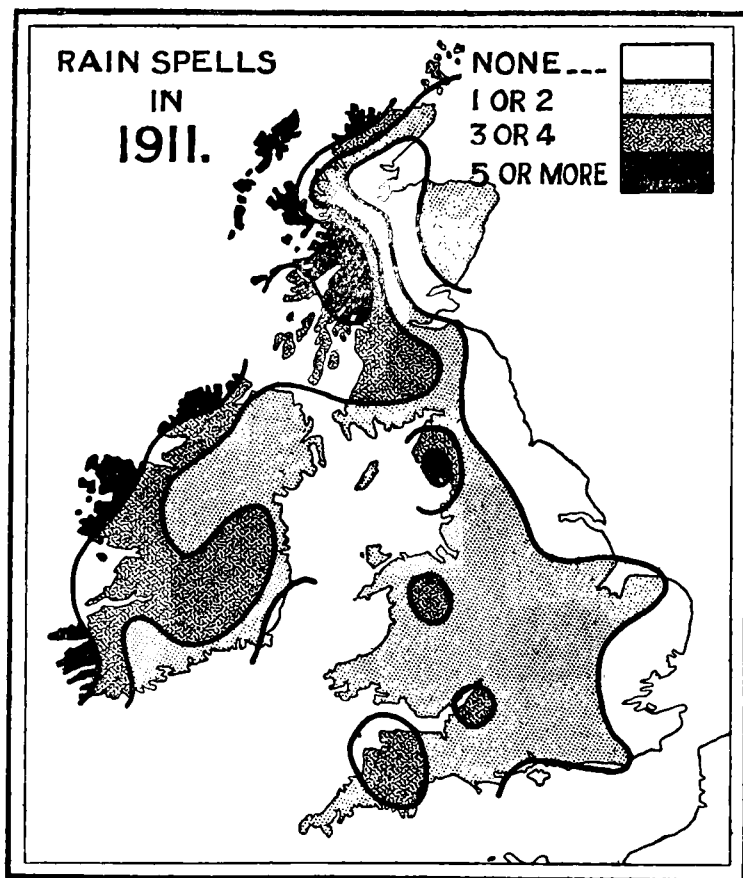 RAIN SPELLS
IN
1911.
NONE---
1 OR 2
3 OR 4
5 OR MORE